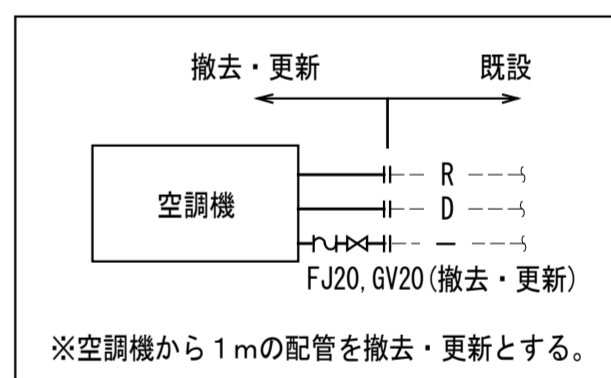 撤去・更新 既設
R
空調機 D
－
FJ20,GV20(撤去・更新)
※空調機から1mの配管を撤去・更新とする。